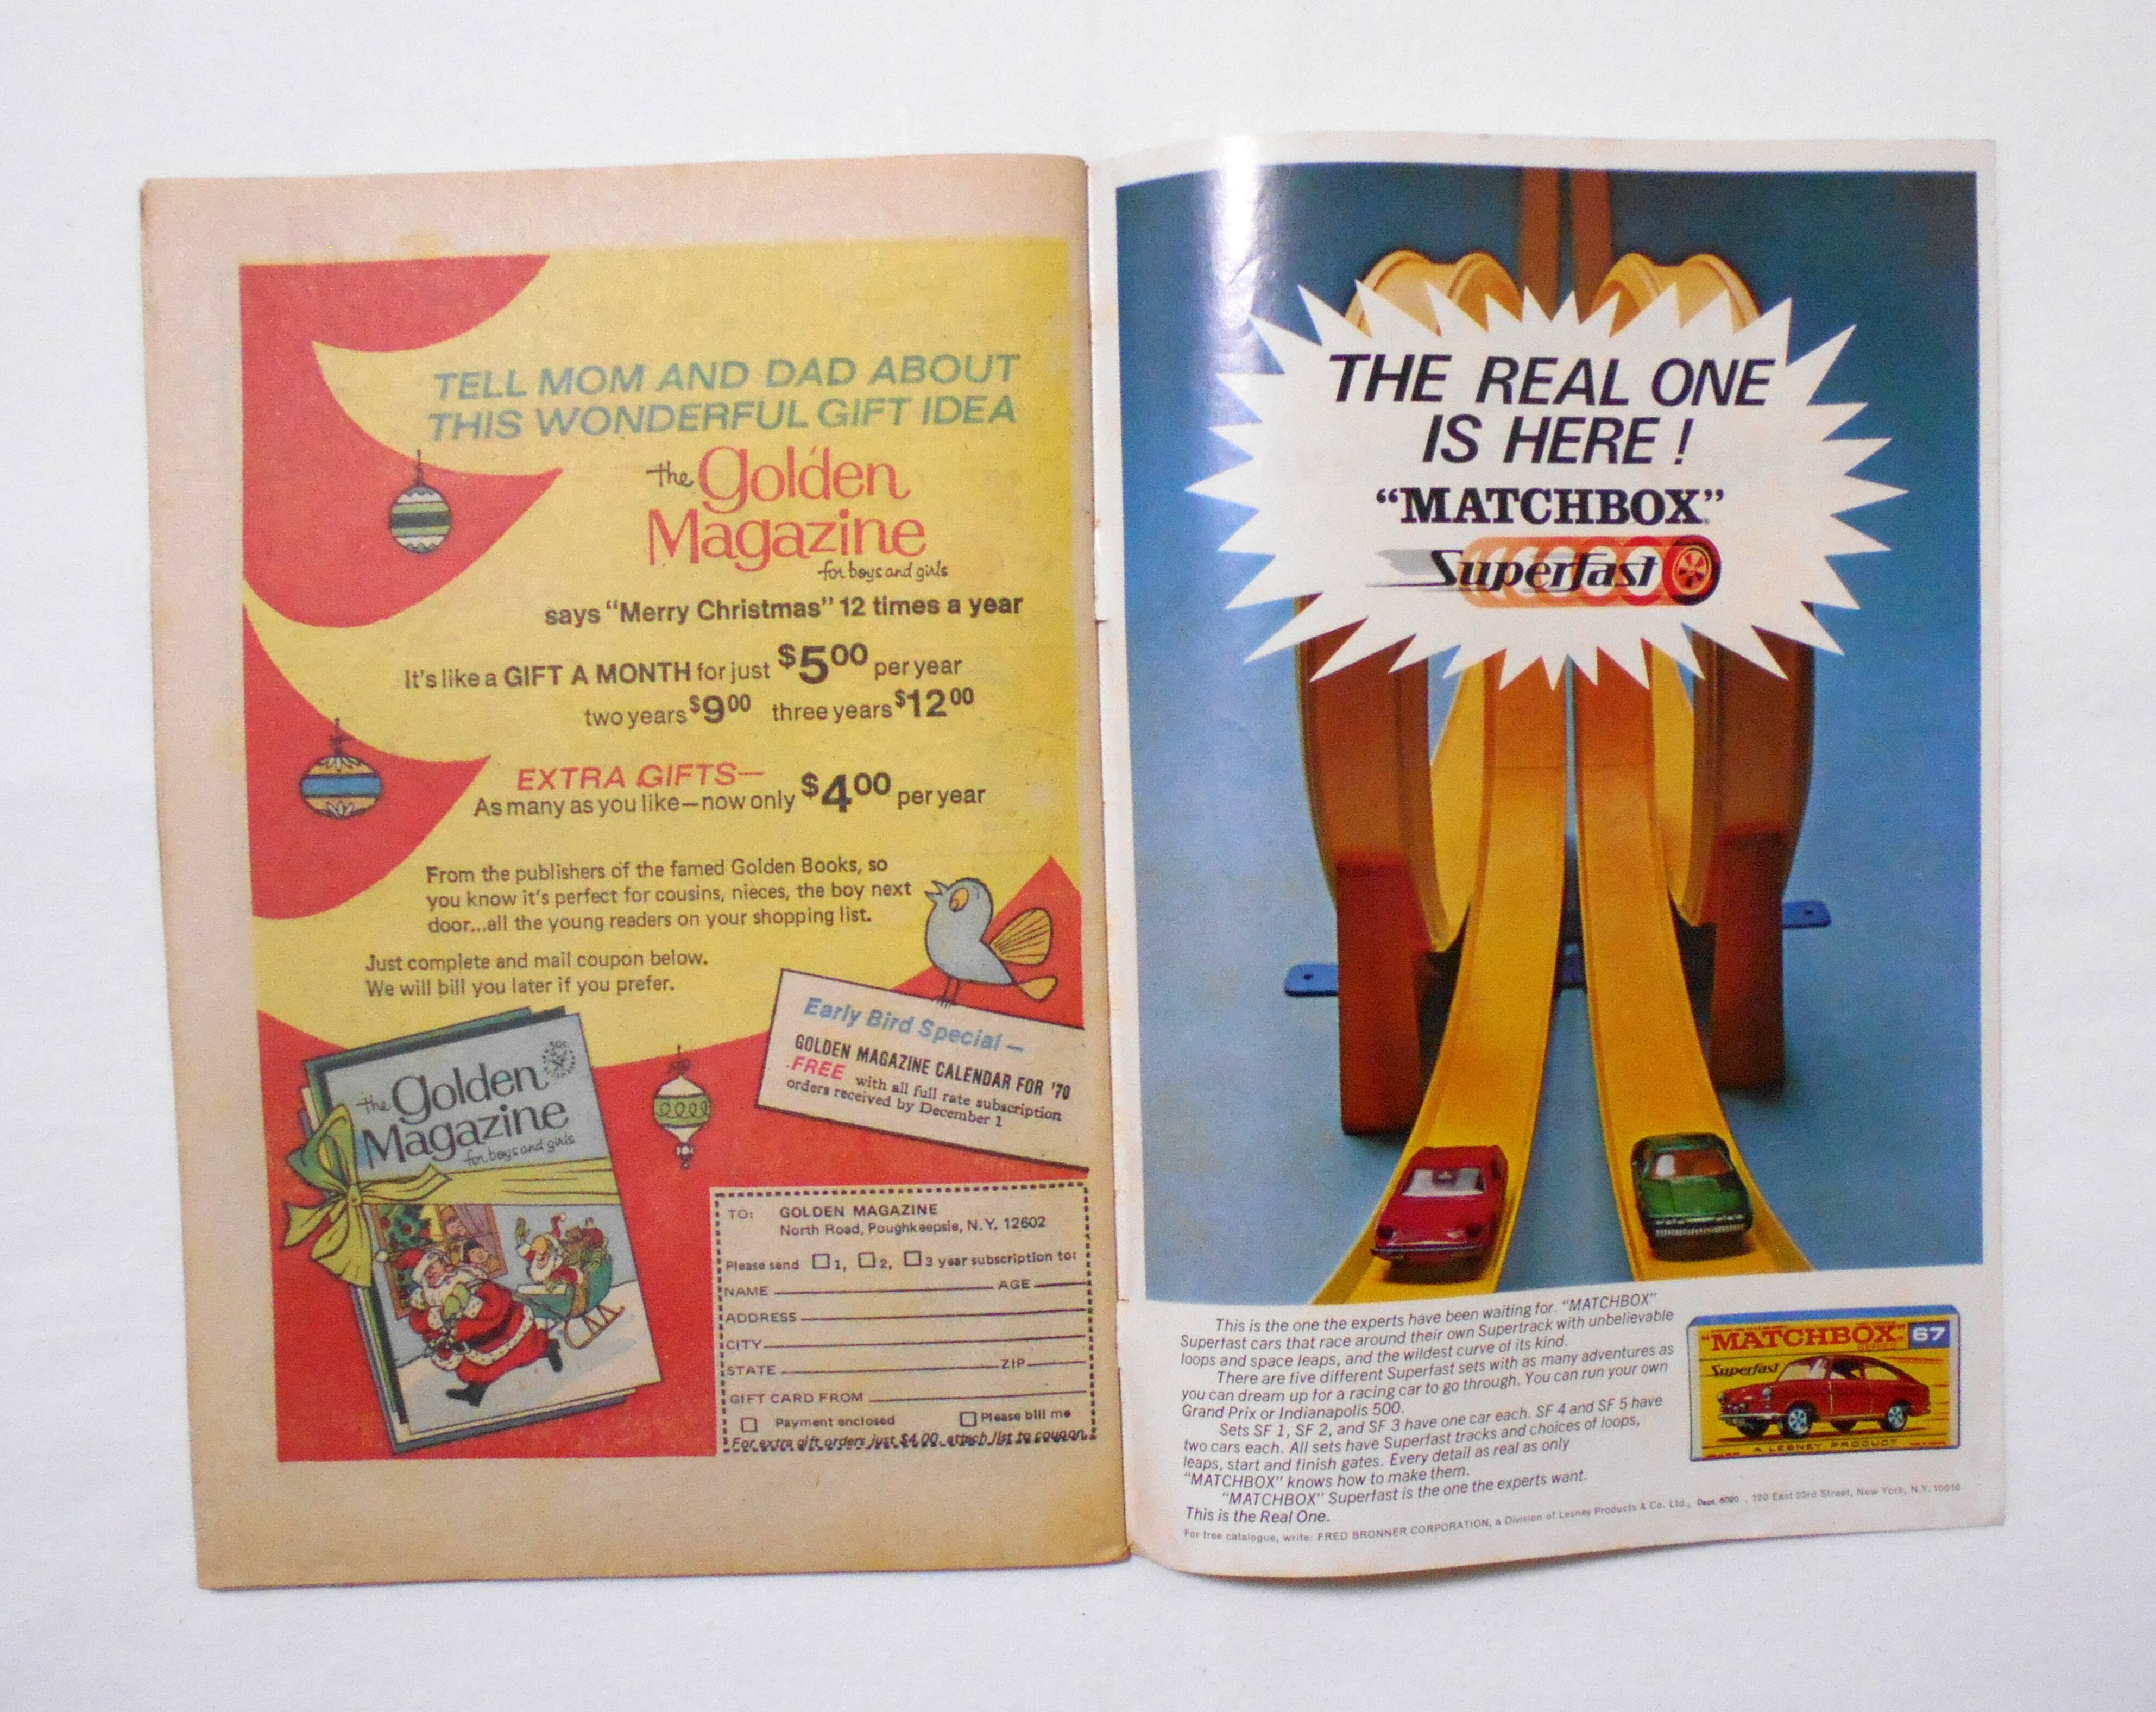 TELL MOM AND DAD ABOUT
THIS WONDERFUL GIFT IDEA
the Golden
Magazine
for boys and girls
says "Merry Christmas" 12 times a year
It's like a GIFT A MONTH for just $5.00 per year
two years $9.00 three years $12.00
EXTRA GIFTS—
As many as you like—now only $4.00 per year
From the publishers of the famed Golden Books, so
you know it's perfect for cousins, nieces, the boy next
door...all the young readers on your shopping list.
Just complete and mail coupon below.
We will bill you later if you prefer.
Early Bird Special —
GOLDEN MAGAZINE CALENDAR FOR '70
FREE with all full rate subscription
orders received by December 1
50c
the Golden
Magazine
for boys and girls
TO: GOLDEN MAGAZINE
North Road, Poughkeepsie, N.Y. 12602
Please send 1, 2, 3 year subscription to:
NAME AGE
ADDRESS
CITY
STATE ZIP
GIFT CARD FROM
Payment enclosed Please bill me
For extra gift orders just $4.00, attach list to coupon.
THE REAL ONE
IS HERE!
"MATCHBOX"
Superfast
This is the one the experts have been waiting for. "MATCHBOX"
Superfast cars that race around their own Supertrack with unbelievable
loops and space leaps, and the wildest curve of its kind.
There are five different Superfast sets with as many adventures as
you can dream up for a racing car to go through. You can run your own
Grand Prix or Indianapolis 500.
Sets SF 1, SF 2, and SF 3 have one car each. SF 4 and SF 5 have
two cars each. All sets have Superfast tracks and choices of loops,
leaps, start and finish gates. Every detail as real as only
"MATCHBOX" knows how to make them.
"MATCHBOX" Superfast is the one the experts want.
This is the Real One.
For free catalogue, write: FRED BRONNER CORPORATION, a Division of Lesney Products & Co. Ltd., Dept. 6020 , 120 East 23rd Street, New York, N.Y. 10010
"MATCHBOX" 67
SERIES
Superfast
A LESNEY PRODUCT